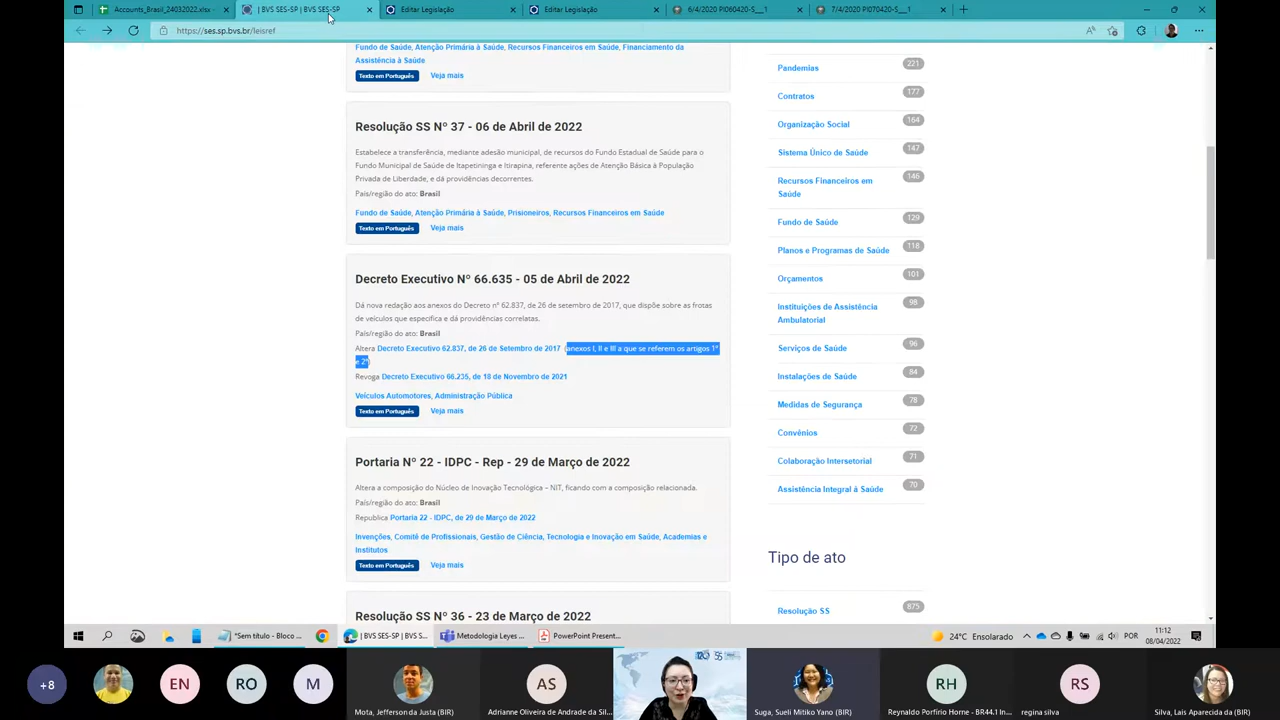 Accounts_Brasil_24032022.xlsx -
| BVS SES-SP | BVS SES-SP
Editar Legislação
Editar Legislação
6/4/2020 PI060420-S___1
7/4/2020 PI070420-S___1
https://ses.sp.bvs.br/leisref
Fundo de Saúde, Atenção Primária à Saúde, Recursos Financeiros em Saúde, Financiamento da
Assistência à Saúde
Texto em Português Veja mais
Resolução SS Nº 37 - 06 de Abril de 2022
Estabelece a transferência, mediante adesão municipal, de recursos do Fundo Estadual de Saúde para o
Fundo Municipal de Saúde de Itapetininga e Itirapina, referente ações de Atenção Básica à População
Privada de Liberdade, e dá providências decorrentes.
País/região do ato: Brasil
Fundo de Saúde, Atenção Primária à Saúde, Prisioneiros, Recursos Financeiros em Saúde
Texto em Português Veja mais
Decreto Executivo Nº 66.635 - 05 de Abril de 2022
Dá nova redação aos anexos do Decreto nº 62.837, de 26 de setembro de 2017, que dispõe sobre as frotas
de veículos que especifica e dá providências correlatas.
País/região do ato: Brasil
Altera Decreto Executivo 62.837, de 26 de Setembro de 2017 (anexos I, II e III a que se referem os artigos 1º
e 2º)
Revoga Decreto Executivo 66.235, de 18 de Novembro de 2021
Veículos Automotores, Administração Pública
Texto em Português Veja mais
Portaria Nº 22 - IDPC - Rep - 29 de Março de 2022
Altera a composição do Núcleo de Inovação Tecnológica – NIT, ficando com a composição relacionada.
País/região do ato: Brasil
Republica Portaria 22 - IDPC, de 29 de Março de 2022
Invenções, Comitê de Profissionais, Gestão de Ciência, Tecnologia e Inovação em Saúde, Academias e
Institutos
Texto em Português Veja mais
Resolução SS Nº 36 - 23 de Março de 2022
Pandemias 221
Contratos 177
Organização Social 164
Sistema Único de Saúde 147
Recursos Financeiros em 146
Saúde
Fundo de Saúde 129
Planos e Programas de Saúde 118
Orçamentos 101
Instituições de Assistência 98
Ambulatorial
Serviços de Saúde 96
Instalações de Saúde 84
Medidas de Segurança 78
Convênios 72
Colaboração Intersetorial 71
Assistência Integral à Saúde 70
Tipo de ato
Resolução SS 875
*Sem título - Bloco ...
| BVS SES-SP | BVS S...
Metodologia Leyes ...
PowerPoint Present...
24°C Ensolarado
POR
11:12
08/04/2022
+8
EN
RO
M
AS
RH
RS
Mota, Jefferson da Justa (BIR)
Adrianne Oliveira de Andrade da Sil...
Suga, Sueli Mitiko Yano (BIR)
Reynaldo Porfirio Horne - BR44.1 In...
regina silva
Silva, Lais Aparecida da (BIR)